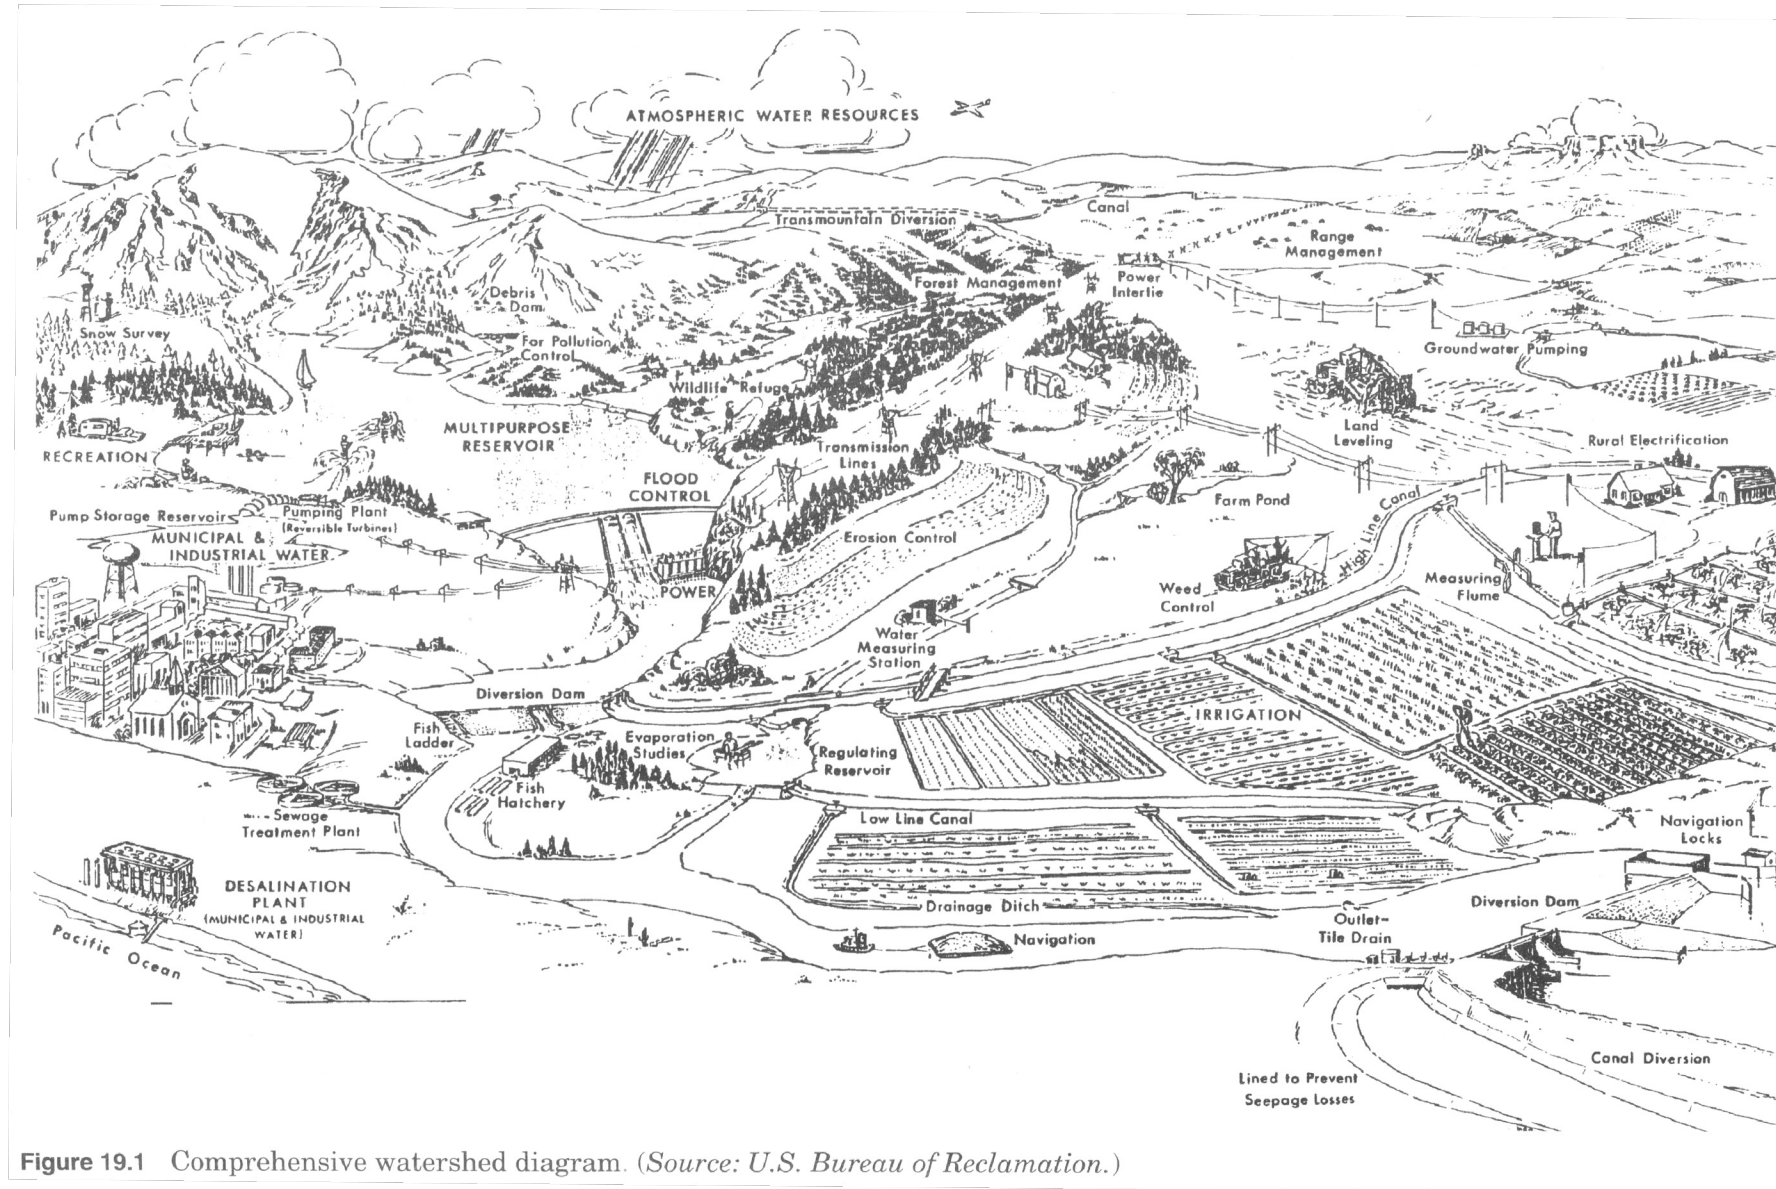 ATMOSPHERIC WATER RESOURCES
Transmountain Diversion
Canal
Range
Management
Power
Intertie
Forest Management
Debris
Dam
Snow Survey
For Pollution
Control
Groundwater Pumping
Wildlife Refuge
MULTIPURPOSE
RESERVOIR
RECREATION
Transmission
Lines
Land
Leveling
Rural Electrification
FLOOD
CONTROL
Farm Pond
Pump Storage Reservoir
Pumping Plant
(Reversible Turbines)
MUNICIPAL &
INDUSTRIAL WATER
Erosion Control
High Line Canal
POWER
Weed
Control
Measuring
Flume
Water
Measuring
Station
Diversion Dam
Fish
Ladder
Evaporation
Studies
Regulating
Reservoir
IRRIGATION
Fish
Hatchery
Sewage
Treatment Plant
Low Line Canal
Navigation
Locks
DESALINATION
PLANT
(MUNICIPAL & INDUSTRIAL
WATER)
Drainage Ditch
Diversion Dam
Outlet-
Tile Drain
Navigation
Pacific Ocean
Canal Diversion
Lined to Prevent
Seepage Losses
Figure 19.1 Comprehensive watershed diagram. (Source: U.S. Bureau of Reclamation.)